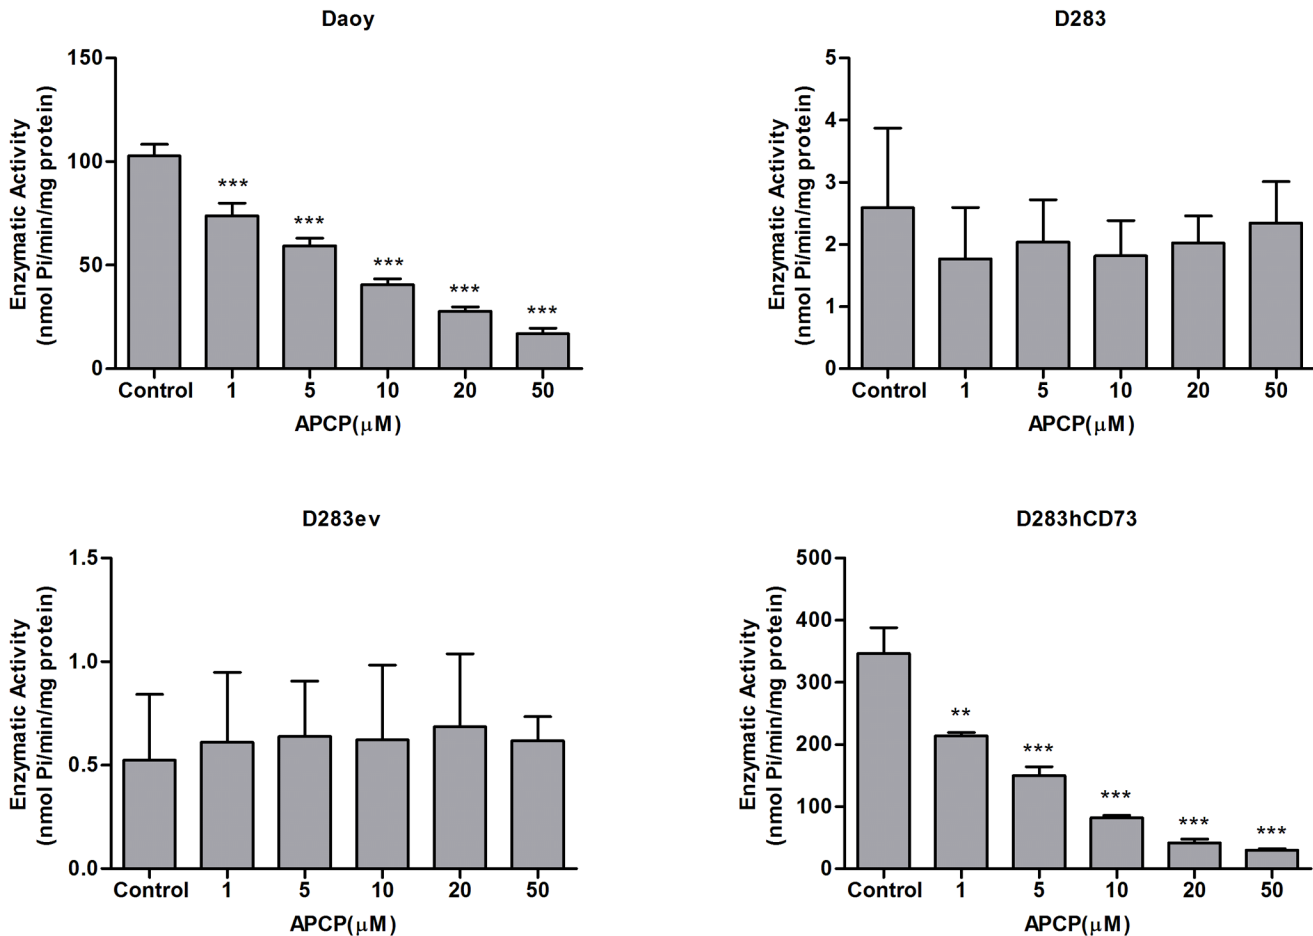 Daoy
Enzymatic Activity
(nmol Pi/min/mg protein)
150
100
50
0
***
***
***
***
***
Control 1 5 10 20 50
APCP(μM)
D283
Enzymatic Activity
(nmol Pi/min/mg protein)
5
4
3
2
1
0
Control 1 5 10 20 50
APCP(μM)
D283ev
Enzymatic Activity
(nmol Pi/min/mg protein)
1.5
1.0
0.5
0.0
Control 1 5 10 20 50
APCP(μM)
D283hCD73
Enzymatic Activity
(nmol Pi/min/mg protein)
500
400
300
200
100
0
**
***
***
***
***
Control 1 5 10 20 50
APCP(μM)